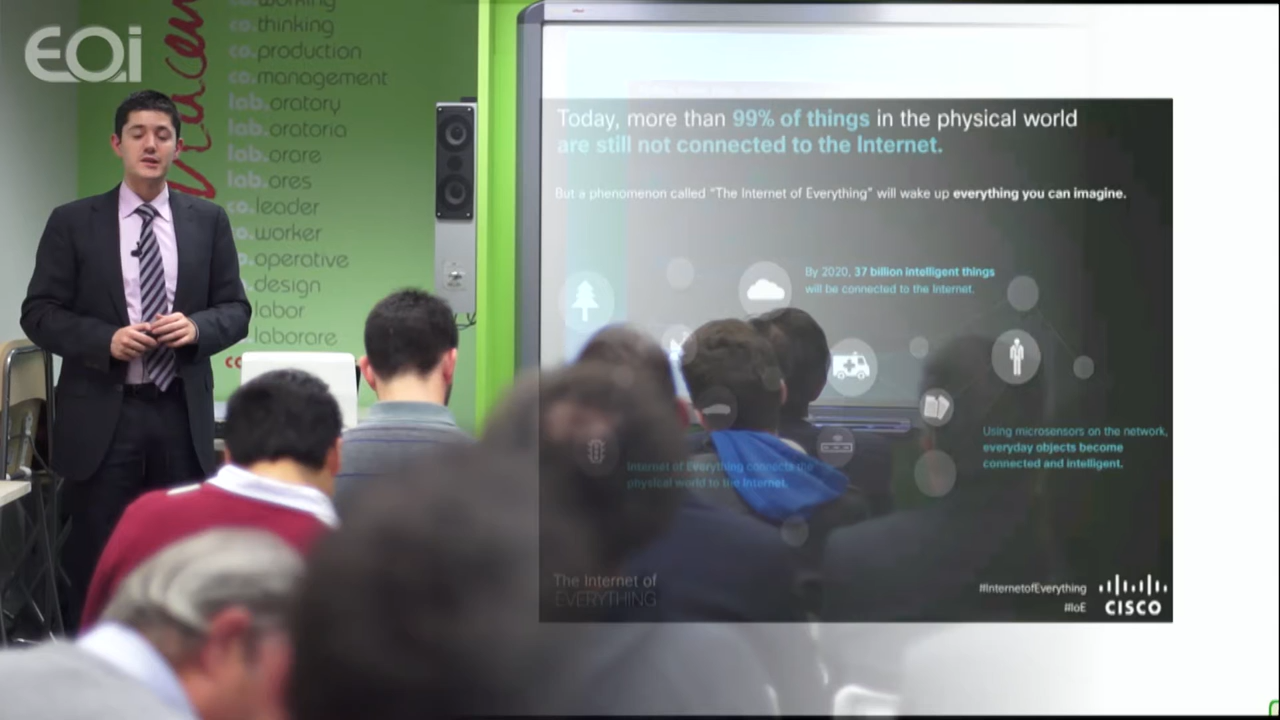 EOi
co.working
co.thinking
co.production
co.management
lab.oratory
lab.oratoria
lab.orare
lab.ores
co.leader
co.worker
co.operative
co.design
labor
laborare
co
Today, more than 99% of things in the physical world
are still not connected to the Internet.
But a phenomenon called “The Internet of Everything” will wake up everything you can imagine.
By 2020, 37 billion intelligent things
will be connected to the Internet.
Using microsensors on the network,
everyday objects become
connected and intelligent.
Internet of Everything connects the
physical world to the Internet.
The Internet of
EVERYTHING
#InternetofEverything
#IoE
CISCO